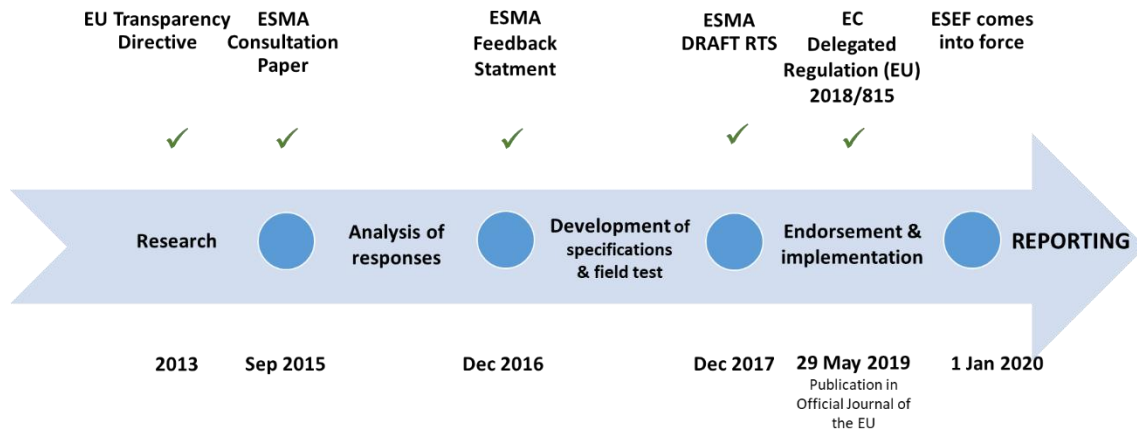 EU Transparency
Directive
ESMA
Consultation
Paper
ESMA
Feedback
Statment
ESMA
DRAFT RTS
EC
Delegated
Regulation (EU)
2018/815
ESEF comes
into force
Research
Analysis of
responses
Development of
specifications
& field test
Endorsement &
implementation
REPORTING
2013
Sep 2015
Dec 2016
Dec 2017
29 May 2019
Publication in
Official Journal of
the EU
1 Jan 2020